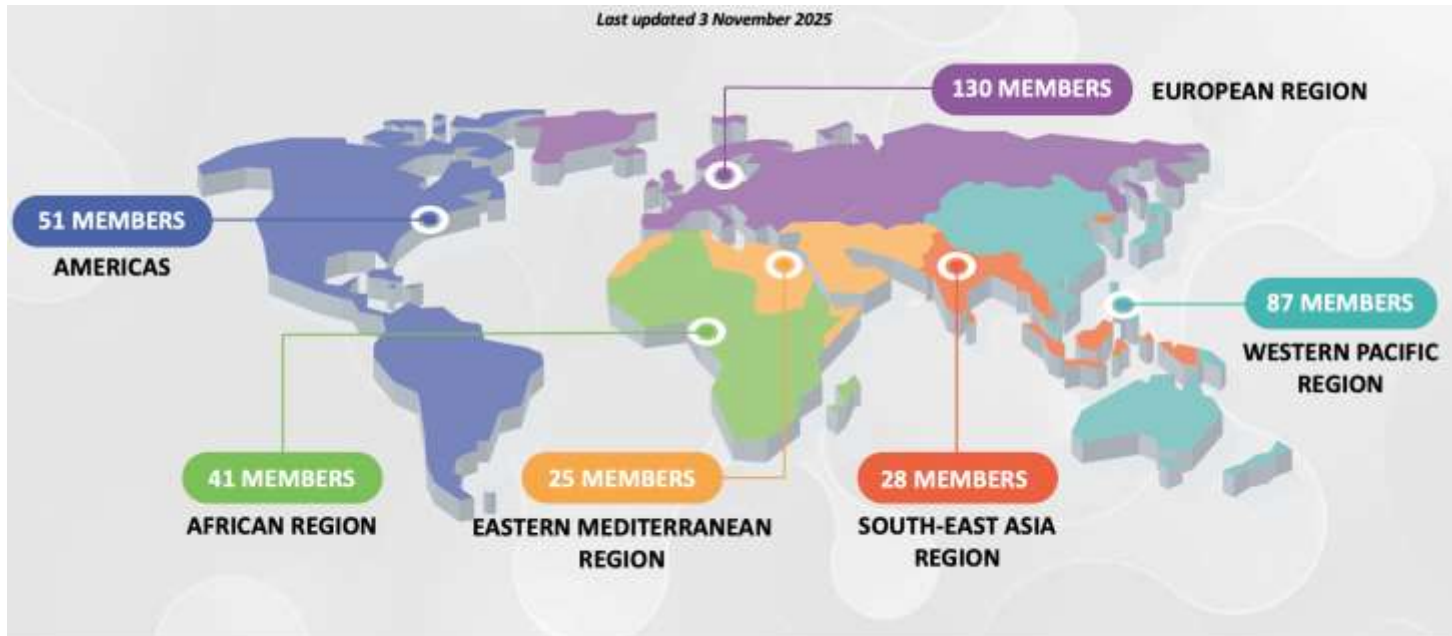 Last updated 3 November 2025
130 MEMBERS
EUROPEAN REGION
51 MEMBERS
AMERICAS
87 MEMBERS
WESTERN PACIFIC
REGION
41 MEMBERS
AFRICAN REGION
25 MEMBERS
EASTERN MEDITERRANEAN
REGION
28 MEMBERS
SOUTH-EAST ASIA
REGION